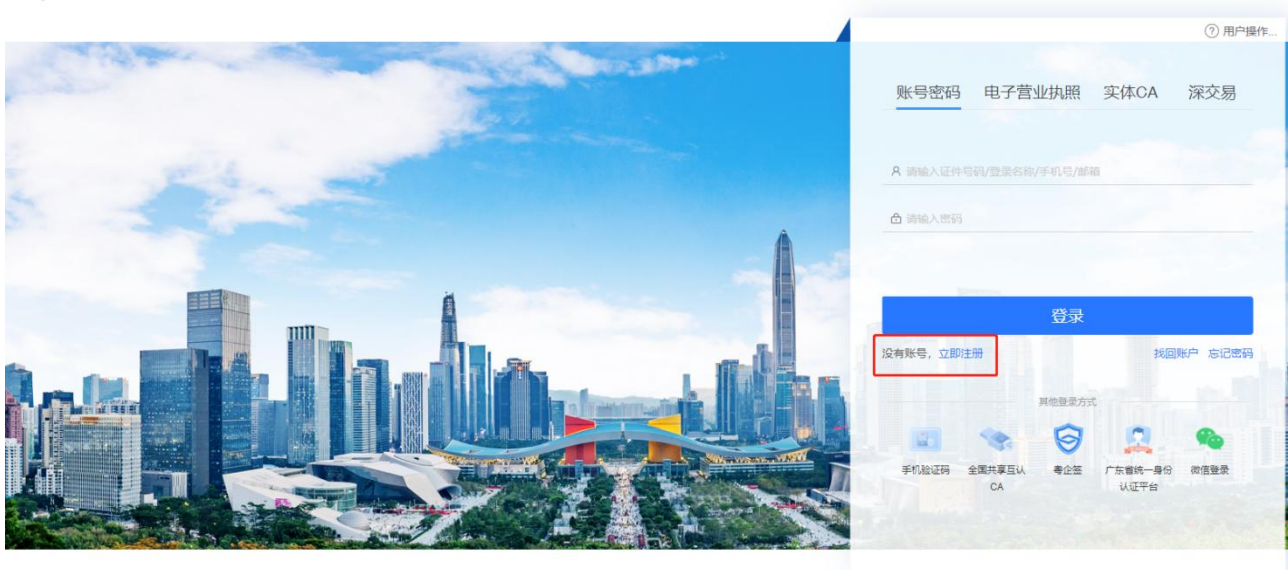 用户操作...
账号密码 电子营业执照 实体CA 深交易
请输入证件号码/登录名称/手机号/邮箱
请输入密码
登录
没有账号，立即注册 找回账户 忘记密码
其他登录方式
手机验证码 全国共享互认 粤企签 广东省统一身份 微信登录
CA 认证平台